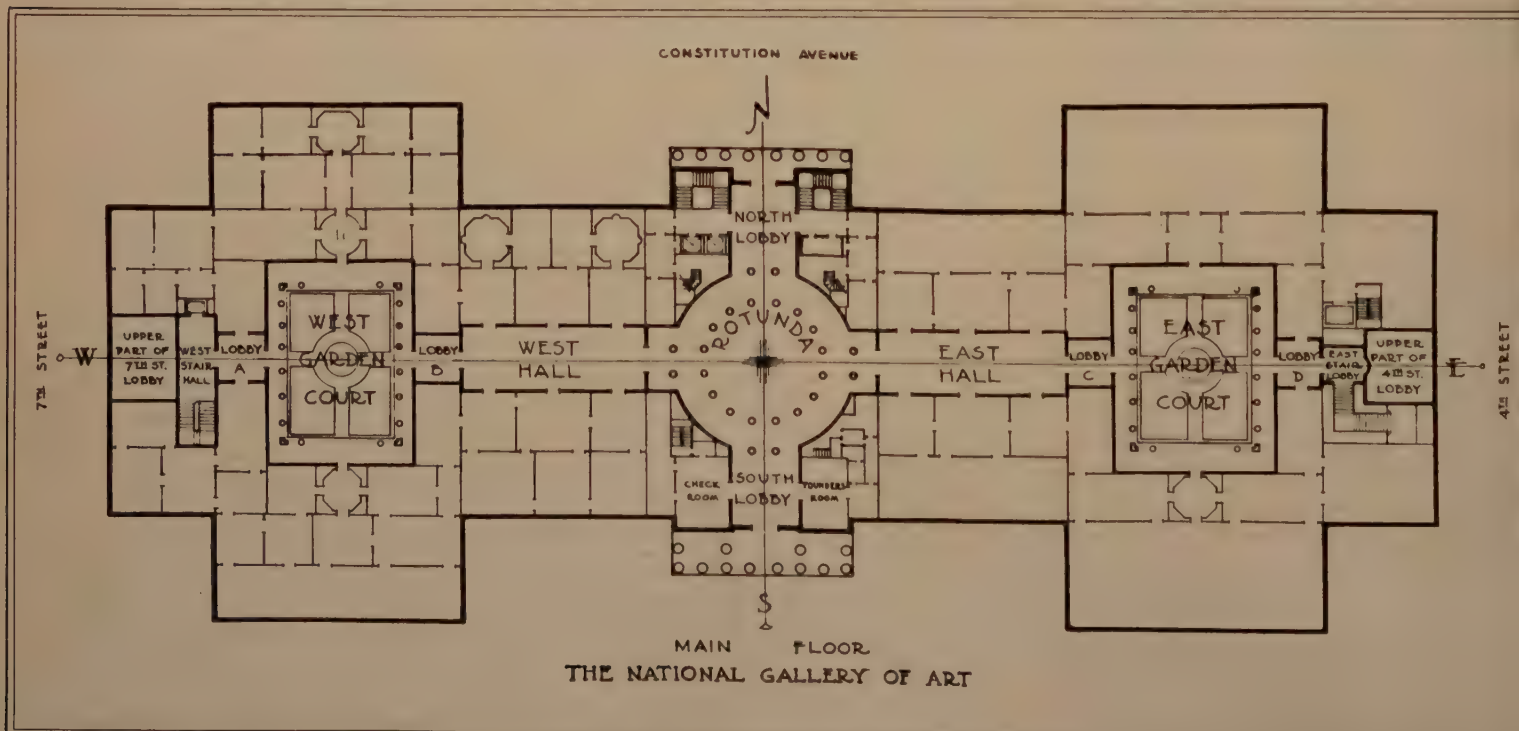 CONSTITUTION AVENUE
N
NORTH
LOBBY
7TH STREET
W
UPPER
PART OF
7TH ST.
LOBBY
WEST
STAIR
HALL
LOBBY
A
WEST
GARDEN
COURT
LOBBY
B
WEST
HALL
ROTUNDA
EAST
HALL
LOBBY
C
EAST
GARDEN
COURT
LOBBY
D
EAST
STAIR
LOBBY
UPPER
PART OF
4TH ST.
LOBBY
E
4TH STREET
CHECK
ROOM
SOUTH
LOBBY
FOUNDERS
ROOM
S
MAIN FLOOR
THE NATIONAL GALLERY OF ART